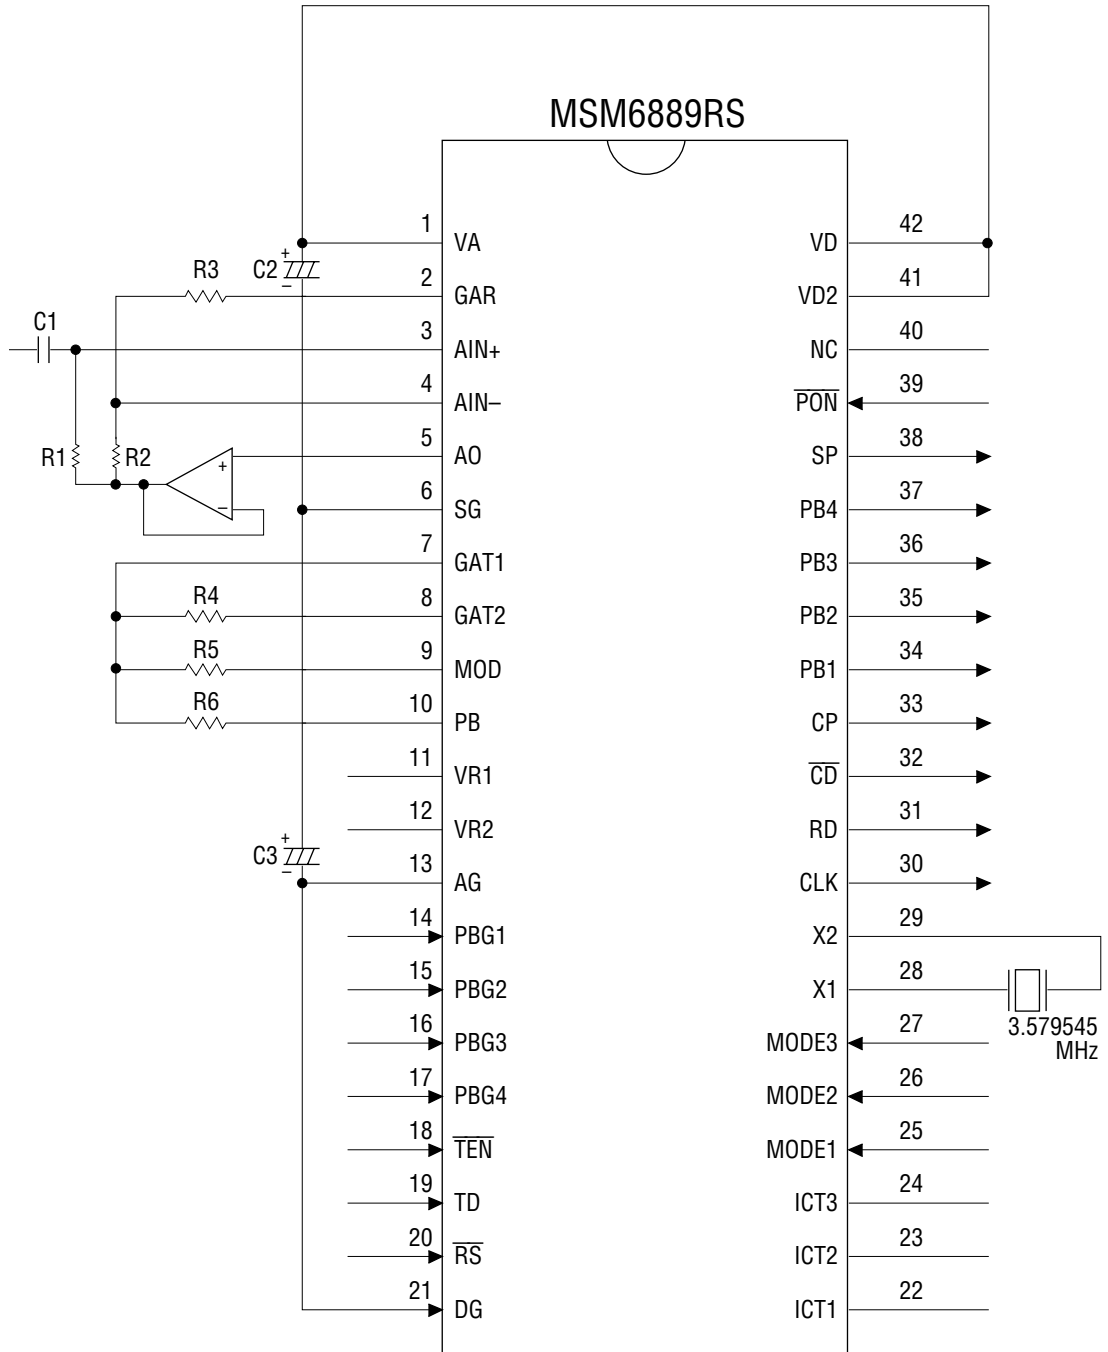 MSM6889RS
1 VA VD 42
C2 + −
2 GAR VD2 41
R3
C1
3 AIN+ NC 40
4 AIN– P̅O̅N̅ 39
R1 R2 + −
5 AO SP 38
6 SG PB4 37
7 GAT1 PB3 36
R4
8 GAT2 PB2 35
R5
9 MOD PB1 34
R6
10 PB CP 33
11 VR1 C̅D̅ 32
12 VR2 RD 31
C3 + −
13 AG CLK 30
14 PBG1 X2 29
15 PBG2 X1 28
3.579545
MHz
16 PBG3 MODE3 27
17 PBG4 MODE2 26
18 T̅E̅N̅ MODE1 25
19 TD ICT3 24
20 R̅S̅ ICT2 23
21 DG ICT1 22